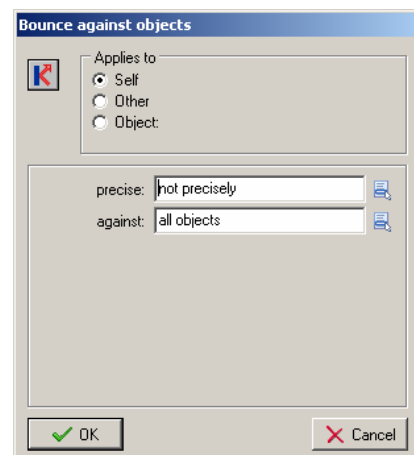 Bounce against objects
Applies to
Self
Other
Object:
precise: not precisely
against: all objects
OK
Cancel